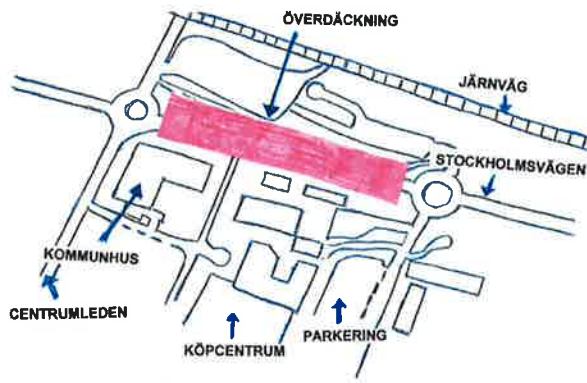 ÖVERDÄCKNING
JÄRNVÄG
STOCKHOLMSVÄGEN
KOMMUNHUS
CENTRUMLEDEN
KÖPCENTRUM
PARKERING